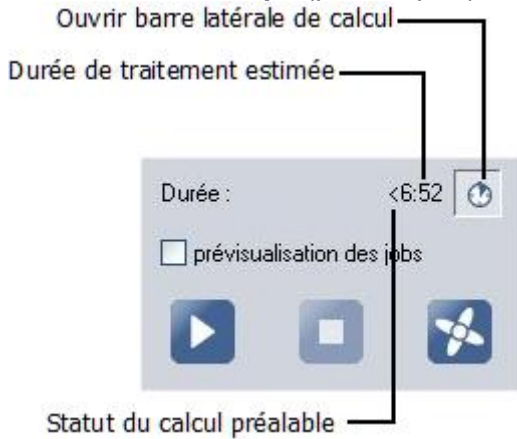 Ouvrir barre latérale de calcul
Durée de traitement estimée
Durée : <6:52
prévisualisation des jobs
Statut du calcul préalable